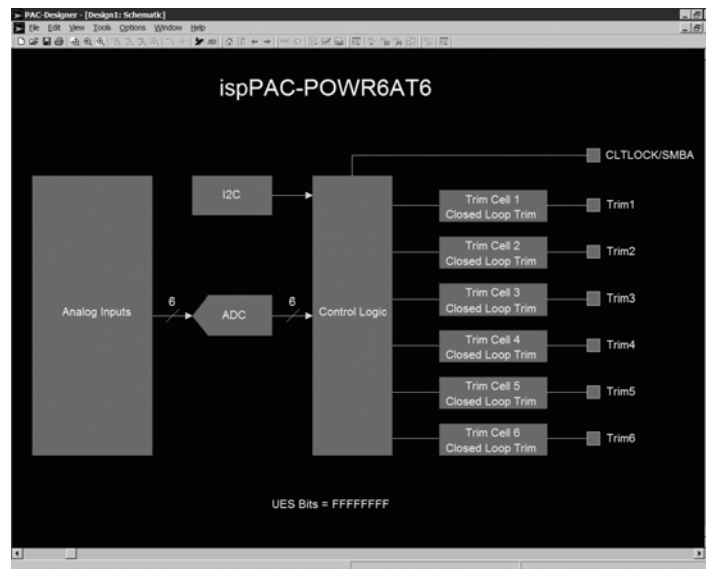 PAC-Designer - [Design1: Schematic]
File Edit View Tools Options Window Help
ispPAC-POWR6AT6
CLTLOCK/SMBA
I2C
Trim Cell 1
Closed Loop Trim
Trim1
Trim Cell 2
Closed Loop Trim
Trim2
Analog Inputs
6
ADC
6
Control Logic
Trim Cell 3
Closed Loop Trim
Trim3
Trim Cell 4
Closed Loop Trim
Trim4
Trim Cell 5
Closed Loop Trim
Trim5
Trim Cell 6
Closed Loop Trim
Trim6
UES Bits = FFFFFFFF